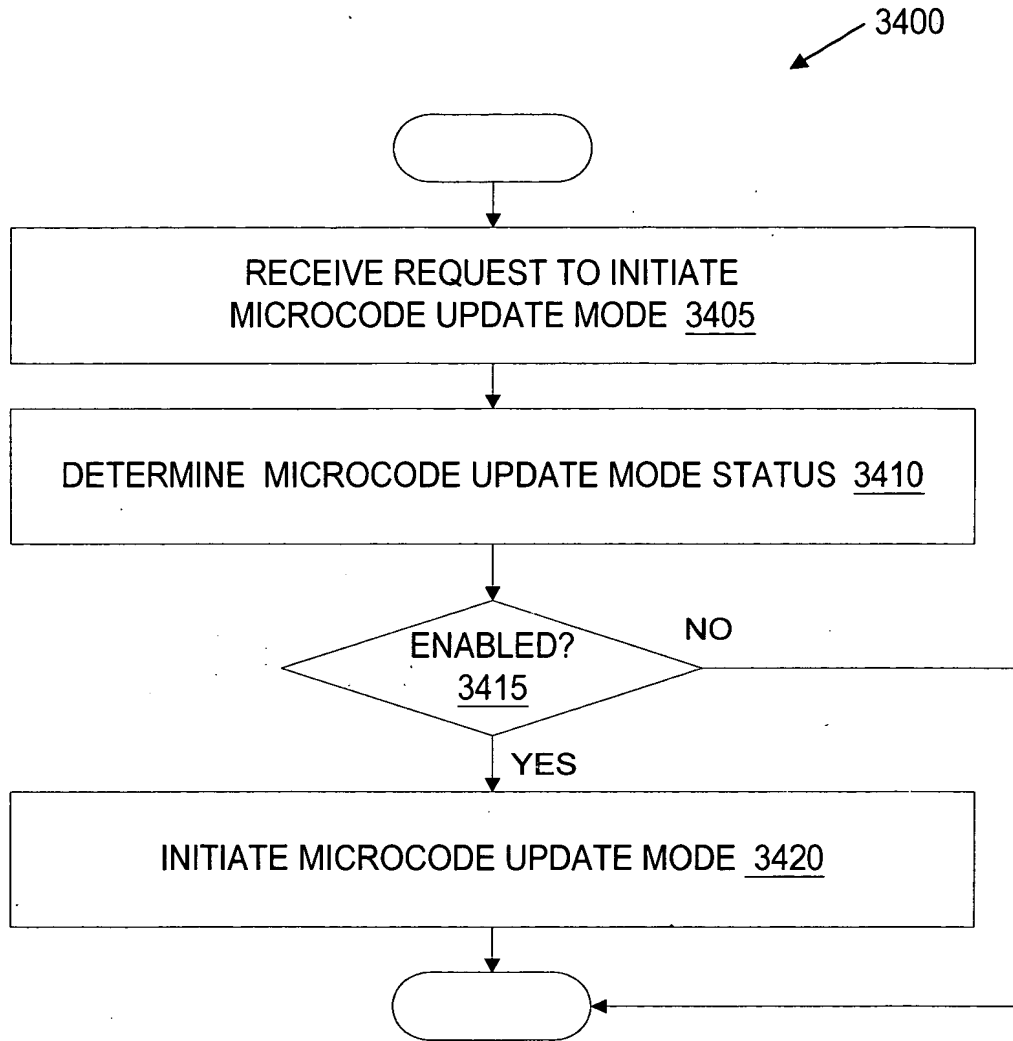 3400
RECEIVE REQUEST TO INITIATE
MICROCODE UPDATE MODE 3405
DETERMINE MICROCODE UPDATE MODE STATUS 3410
ENABLED?
3415
NO
YES
INITIATE MICROCODE UPDATE MODE 3420